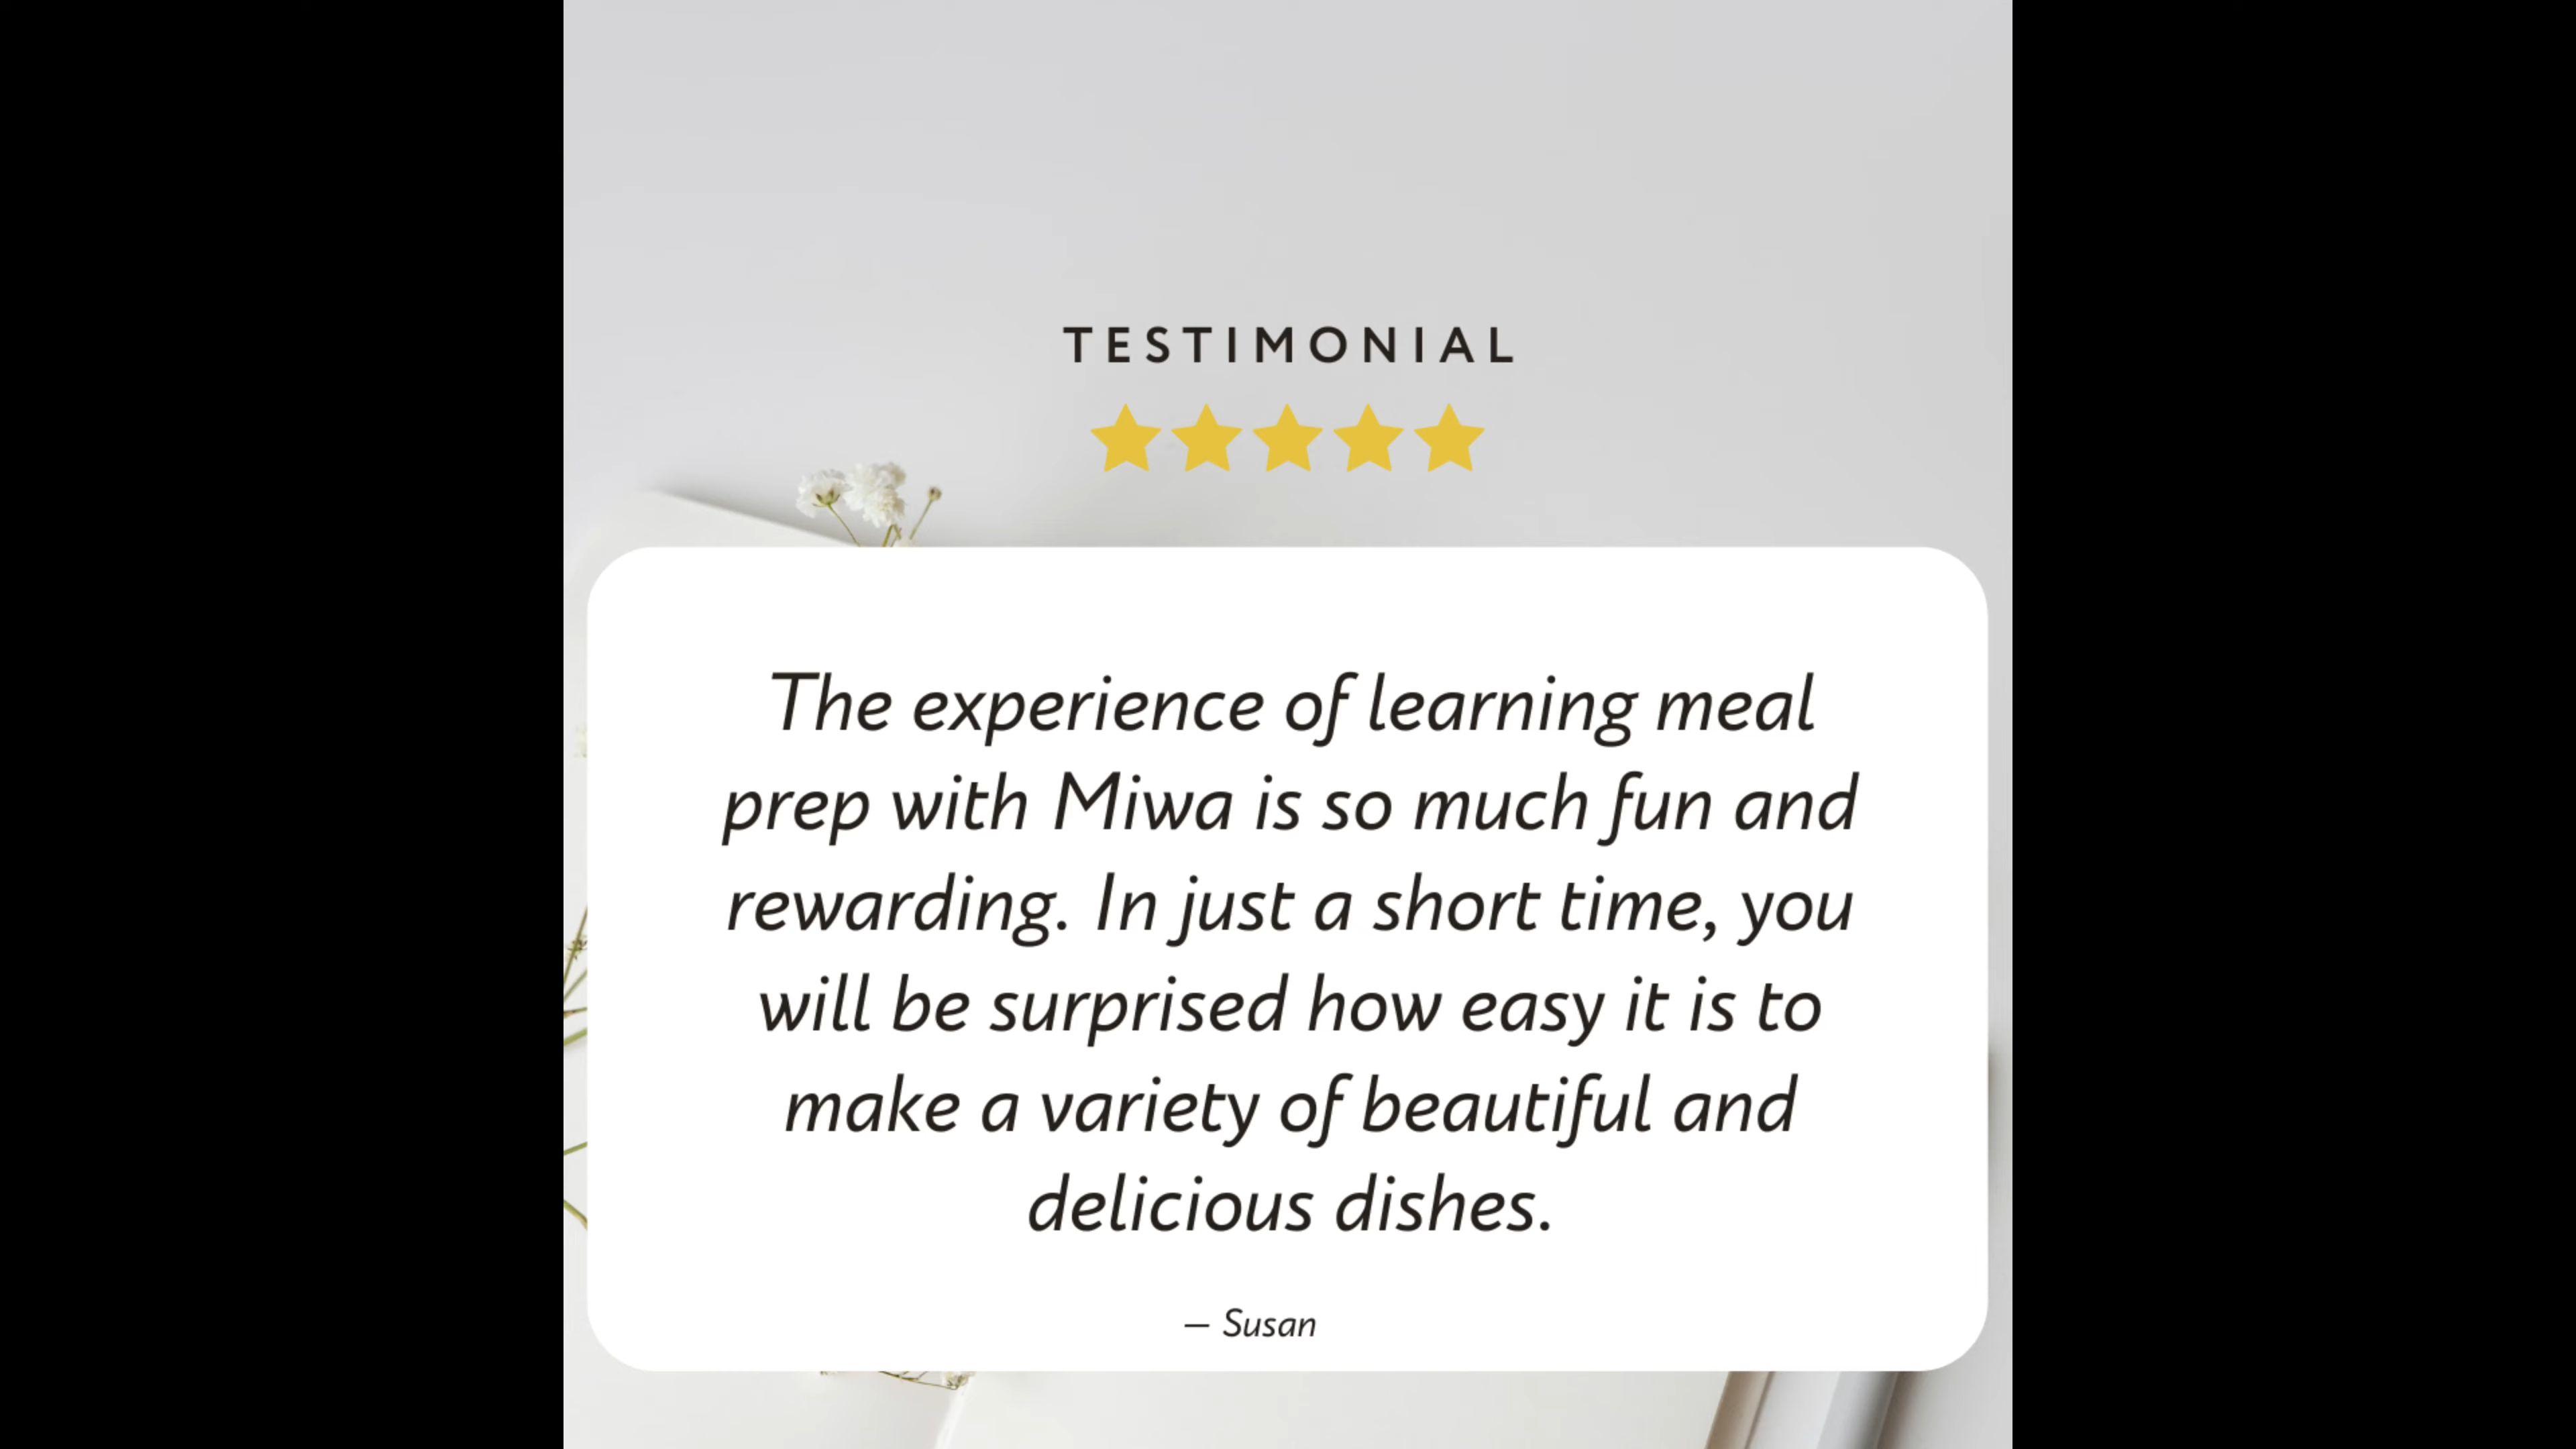 TESTIMONIAL
The experience of learning meal
prep with Miwa is so much fun and
rewarding. In just a short time, you
will be surprised how easy it is to
make a variety of beautiful and
delicious dishes.
– Susan